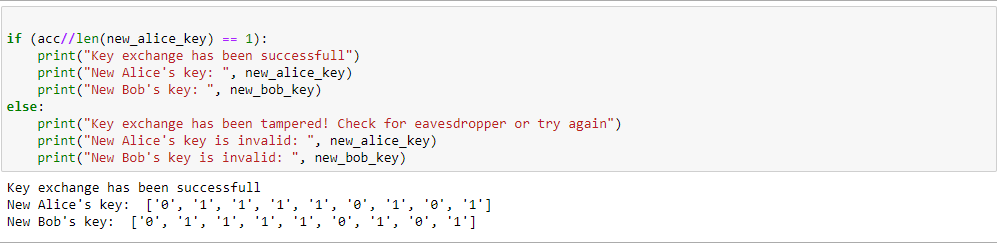 if (acc//len(new_alice_key) == 1):
    print("Key exchange has been successfull")
    print("New Alice's key: ", new_alice_key)
    print("New Bob's key: ", new_bob_key)
else:
    print("Key exchange has been tampered! Check for eavesdropper or try again")
    print("New Alice's key is invalid: ", new_alice_key)
    print("New Bob's key is invalid: ", new_bob_key)
Key exchange has been successfull
New Alice's key:  ['0', '1', '1', '1', '1', '0', '1', '0', '1']
New Bob's key:  ['0', '1', '1', '1', '1', '0', '1', '0', '1']